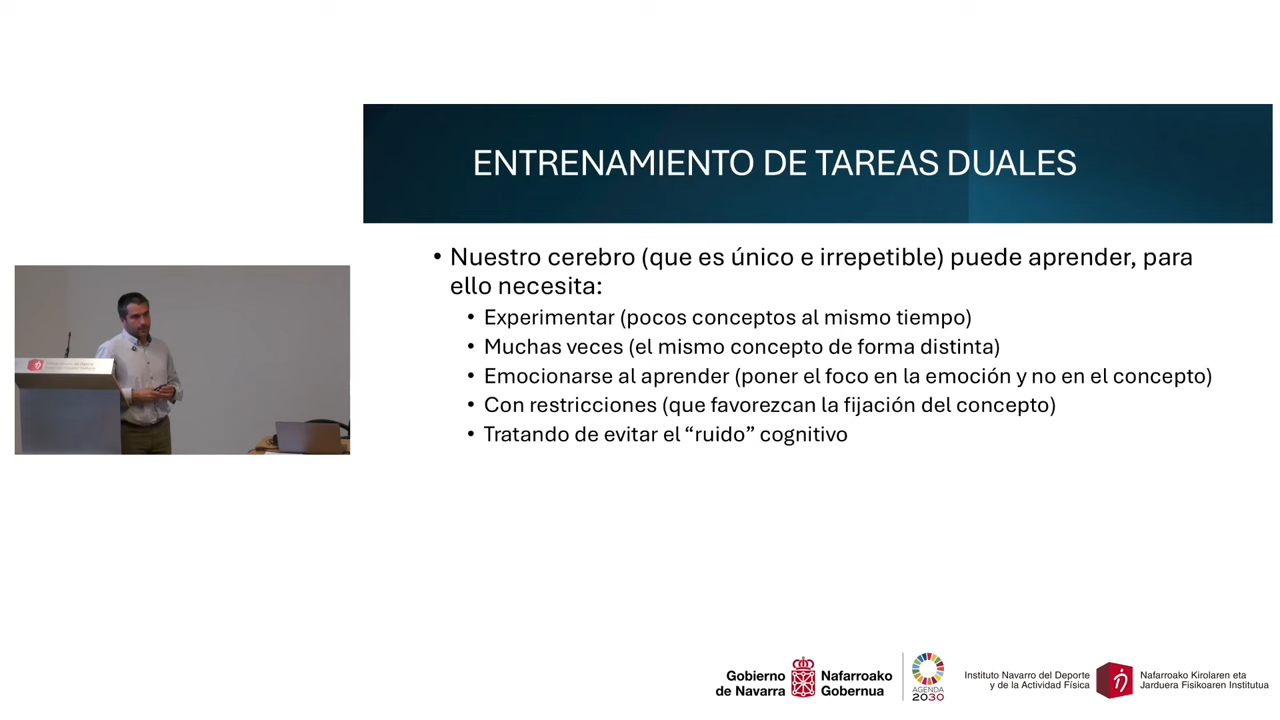 ENTRENAMIENTO DE TAREAS DUALES
• Nuestro cerebro (que es único e irrepetible) puede aprender, para
ello necesita:
• Experimentar (pocos conceptos al mismo tiempo)
• Muchas veces (el mismo concepto de forma distinta)
• Emocionarse al aprender (poner el foco en la emoción y no en el concepto)
• Con restricciones (que favorezcan la fijación del concepto)
• Tratando de evitar el “ruido” cognitivo
Gobierno
de Navarra
Nafarroako
Gobernua
AGENDA
2030
Instituto Navarro del Deporte
y de la Actividad Física
Nafarroako Kirolaren eta
Jarduera Fisikoaren Institutua